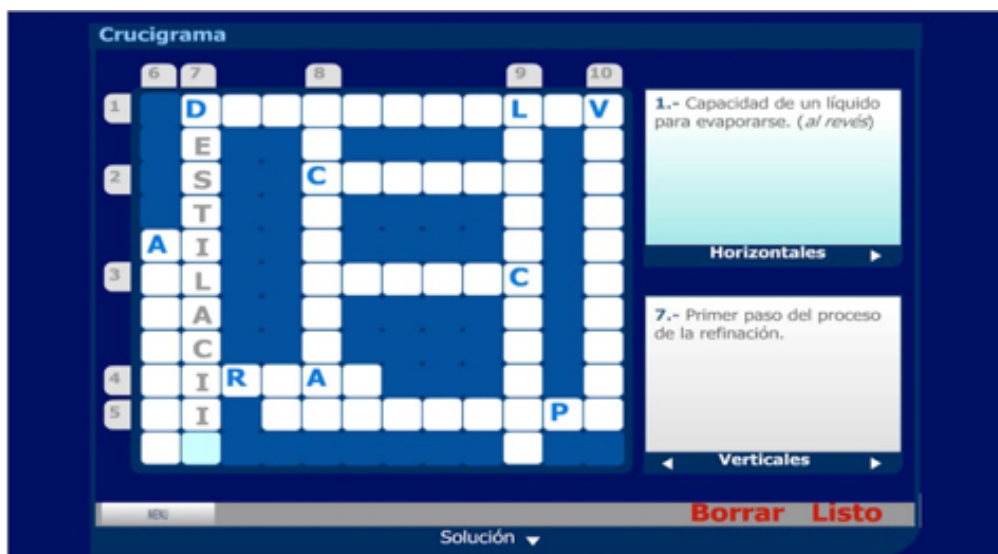 Crucigrama
6 7 8 9 10
1 D L V
E
2 S C
T
A I
3 L C
A
C
4 I R A
5 I P
1.- Capacidad de un líquido
para evaporarse. (al revés)
Horizontales
7.- Primer paso del proceso
de la refinación.
Verticales
MENU
Borrar Listo
Solución